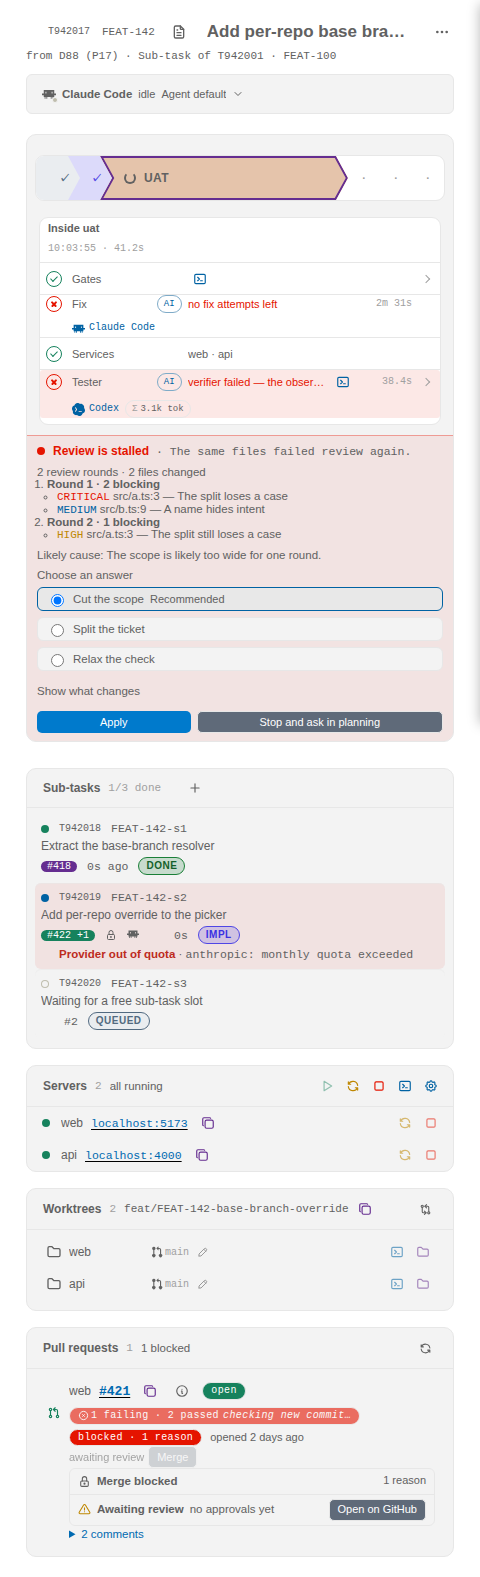 T942017 FEAT-142 Add per-repo base bra…
from D88 (P17) · Sub-task of T942001 · FEAT-100
Claude Code idle Agent default
UAT
Inside uat
10:03:55 · 41.2s
Gates
Fix AI no fix attempts left 2m 31s
Claude Code
Services web · api
Tester AI verifier failed — the obser… 38.4s
Codex Σ 3.1k tok
Review is stalled · The same files failed review again.
2 review rounds · 2 files changed
1. Round 1 · 2 blocking
CRITICAL src/a.ts:3 — The split loses a case
MEDIUM src/b.ts:9 — A name hides intent
2. Round 2 · 1 blocking
HIGH src/a.ts:3 — The split still loses a case
Likely cause: The scope is likely too wide for one round.
Choose an answer
Cut the scope Recommended
Split the ticket
Relax the check
Show what changes
Apply Stop and ask in planning
Sub-tasks 1/3 done
T942018 FEAT-142-s1
Extract the base-branch resolver
#418 0s ago DONE
T942019 FEAT-142-s2
Add per-repo override to the picker
#422 +1 0s IMPL
Provider out of quota · anthropic: monthly quota exceeded
T942020 FEAT-142-s3
Waiting for a free sub-task slot
#2 QUEUED
Servers 2 all running
web localhost:5173
api localhost:4000
Worktrees 2 feat/FEAT-142-base-branch-override
web main
api main
Pull requests 1 1 blocked
web #421 open
1 failing · 2 passed checking new commit…
blocked · 1 reason opened 2 days ago
awaiting review Merge
Merge blocked 1 reason
Awaiting review no approvals yet Open on GitHub
2 comments